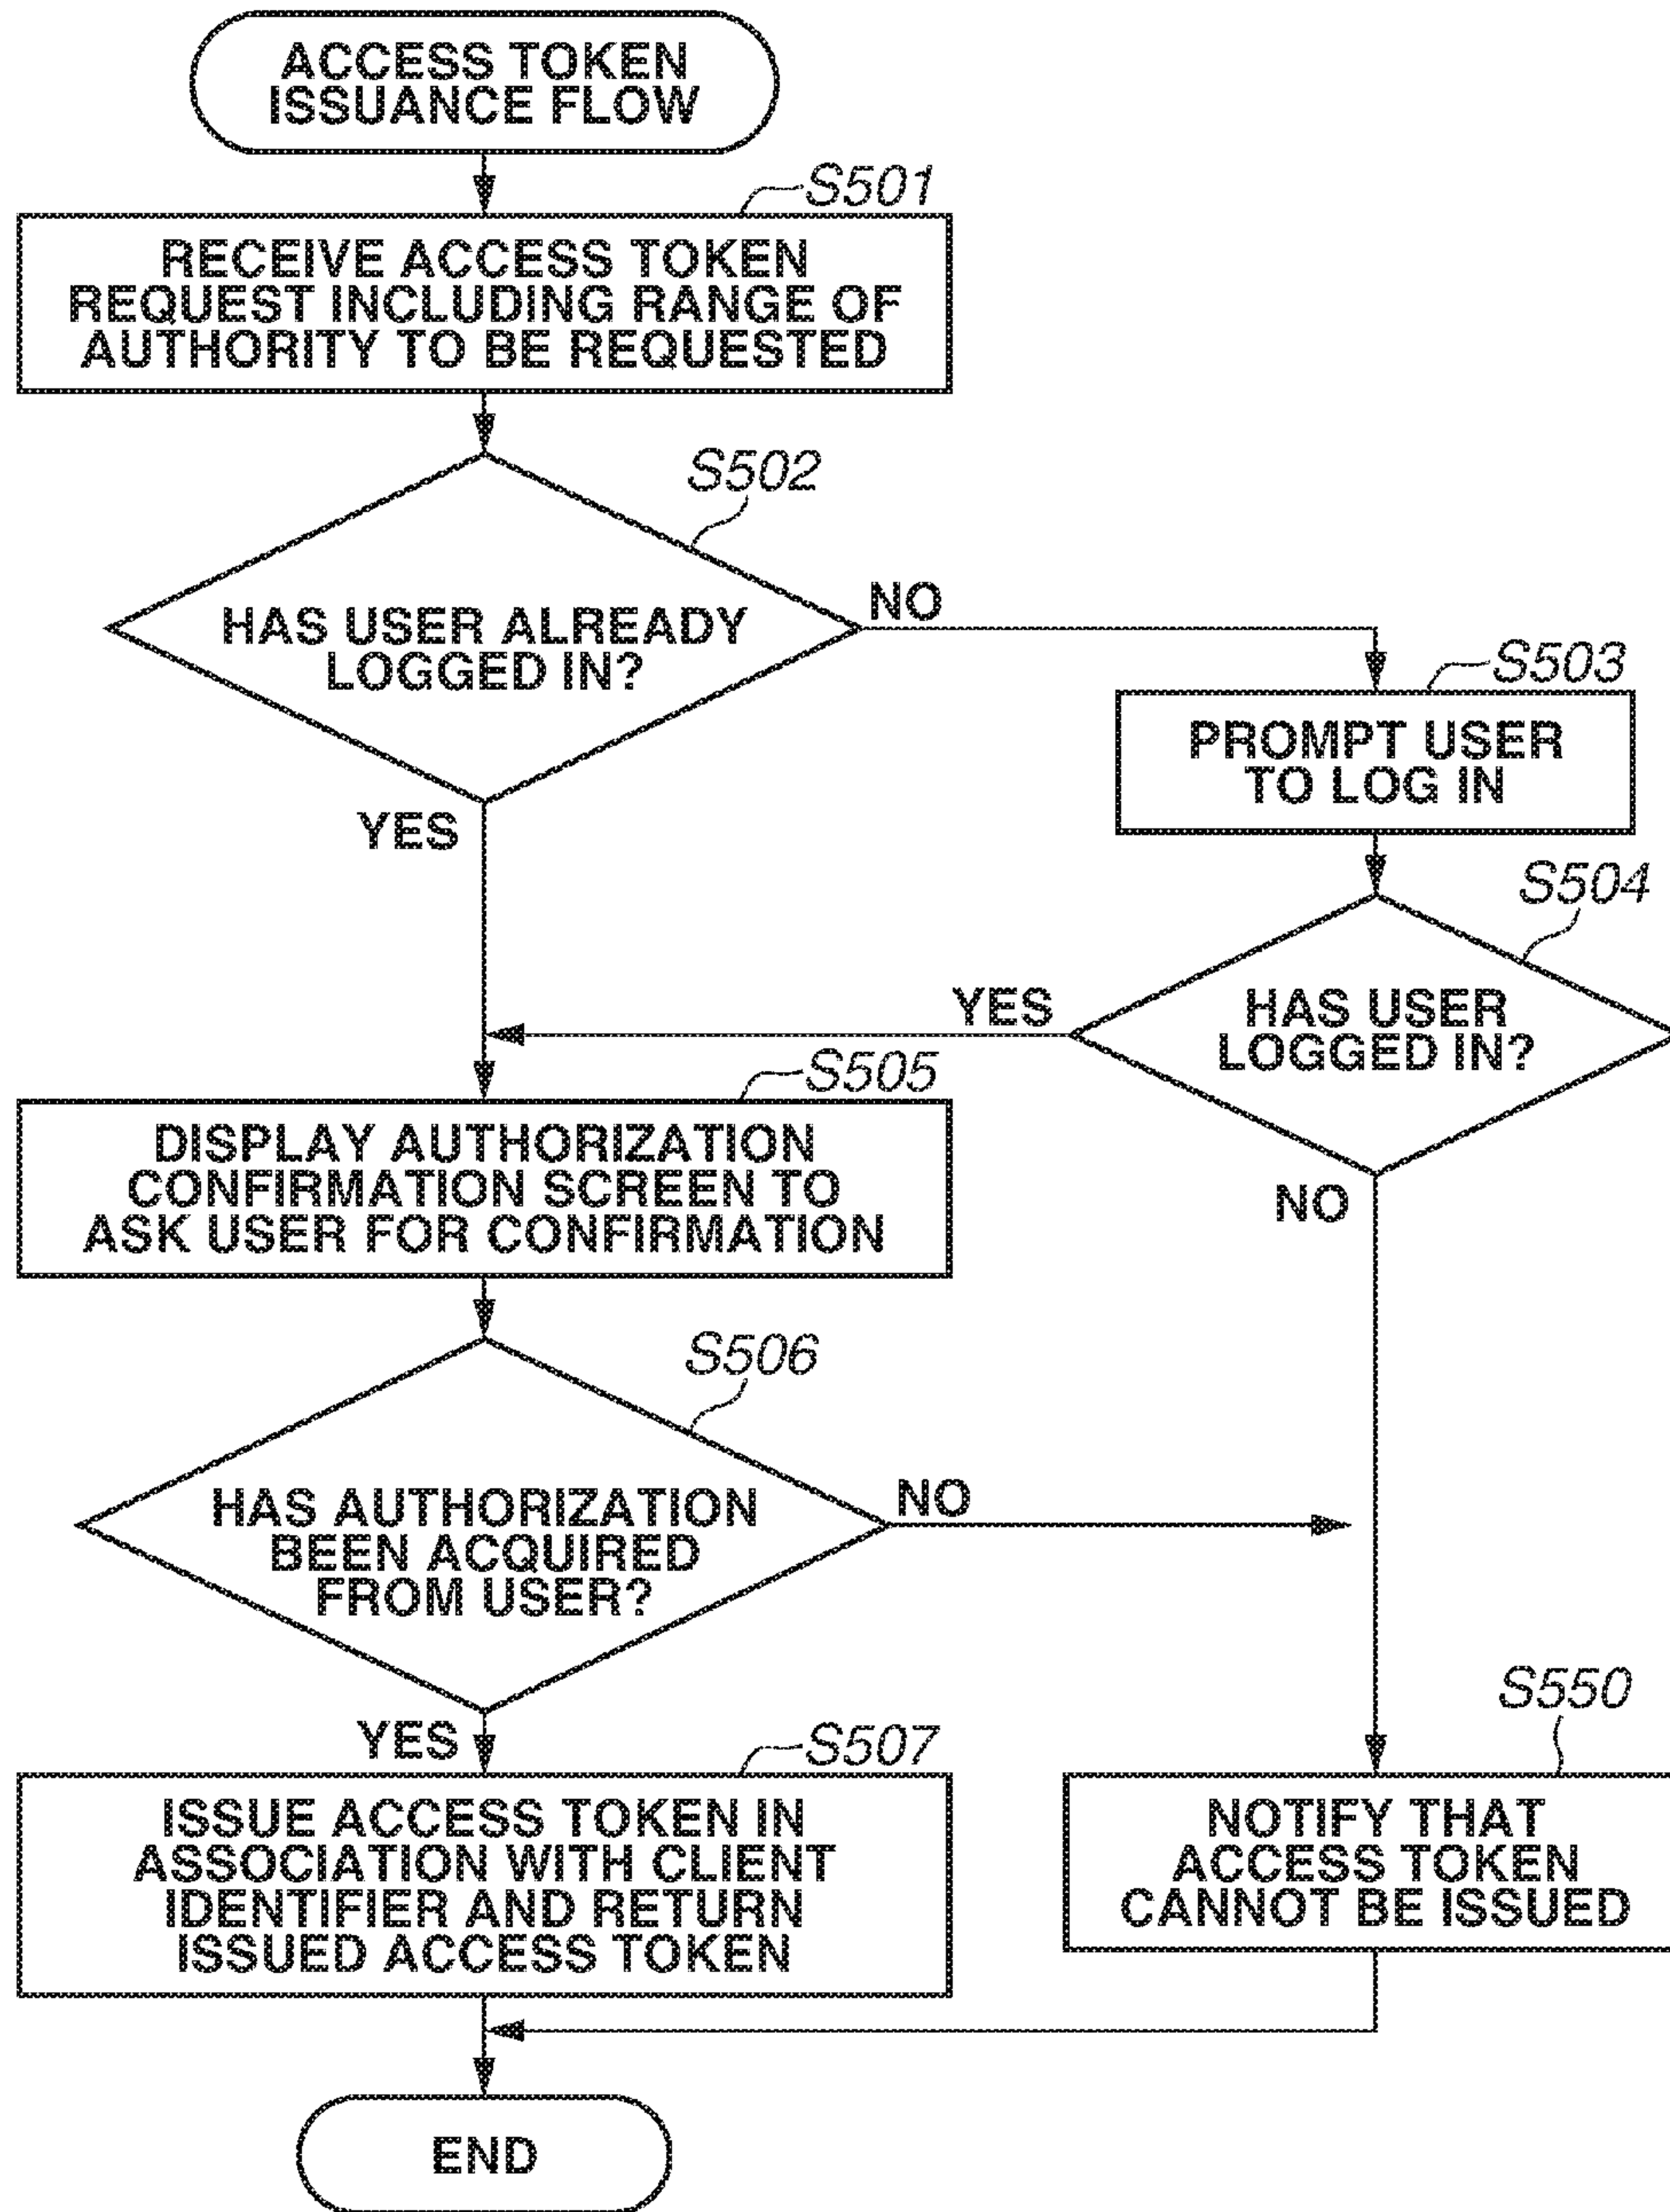 ACCESS TOKEN
ISSUANCE FLOW
S501
RECEIVE ACCESS TOKEN
REQUEST INCLUDING RANGE OF
AUTHORITY TO BE REQUESTED
S502
HAS USER ALREADY
LOGGED IN?
NO
YES
S503
PROMPT USER
TO LOG IN
S504
HAS USER
LOGGED IN?
YES
NO
S505
DISPLAY AUTHORIZATION
CONFIRMATION SCREEN TO
ASK USER FOR CONFIRMATION
S506
HAS AUTHORIZATION
BEEN ACQUIRED
FROM USER?
NO
YES
S507
ISSUE ACCESS TOKEN IN
ASSOCIATION WITH CLIENT
IDENTIFIER AND RETURN
ISSUED ACCESS TOKEN
S550
NOTIFY THAT
ACCESS TOKEN
CANNOT BE ISSUED
END